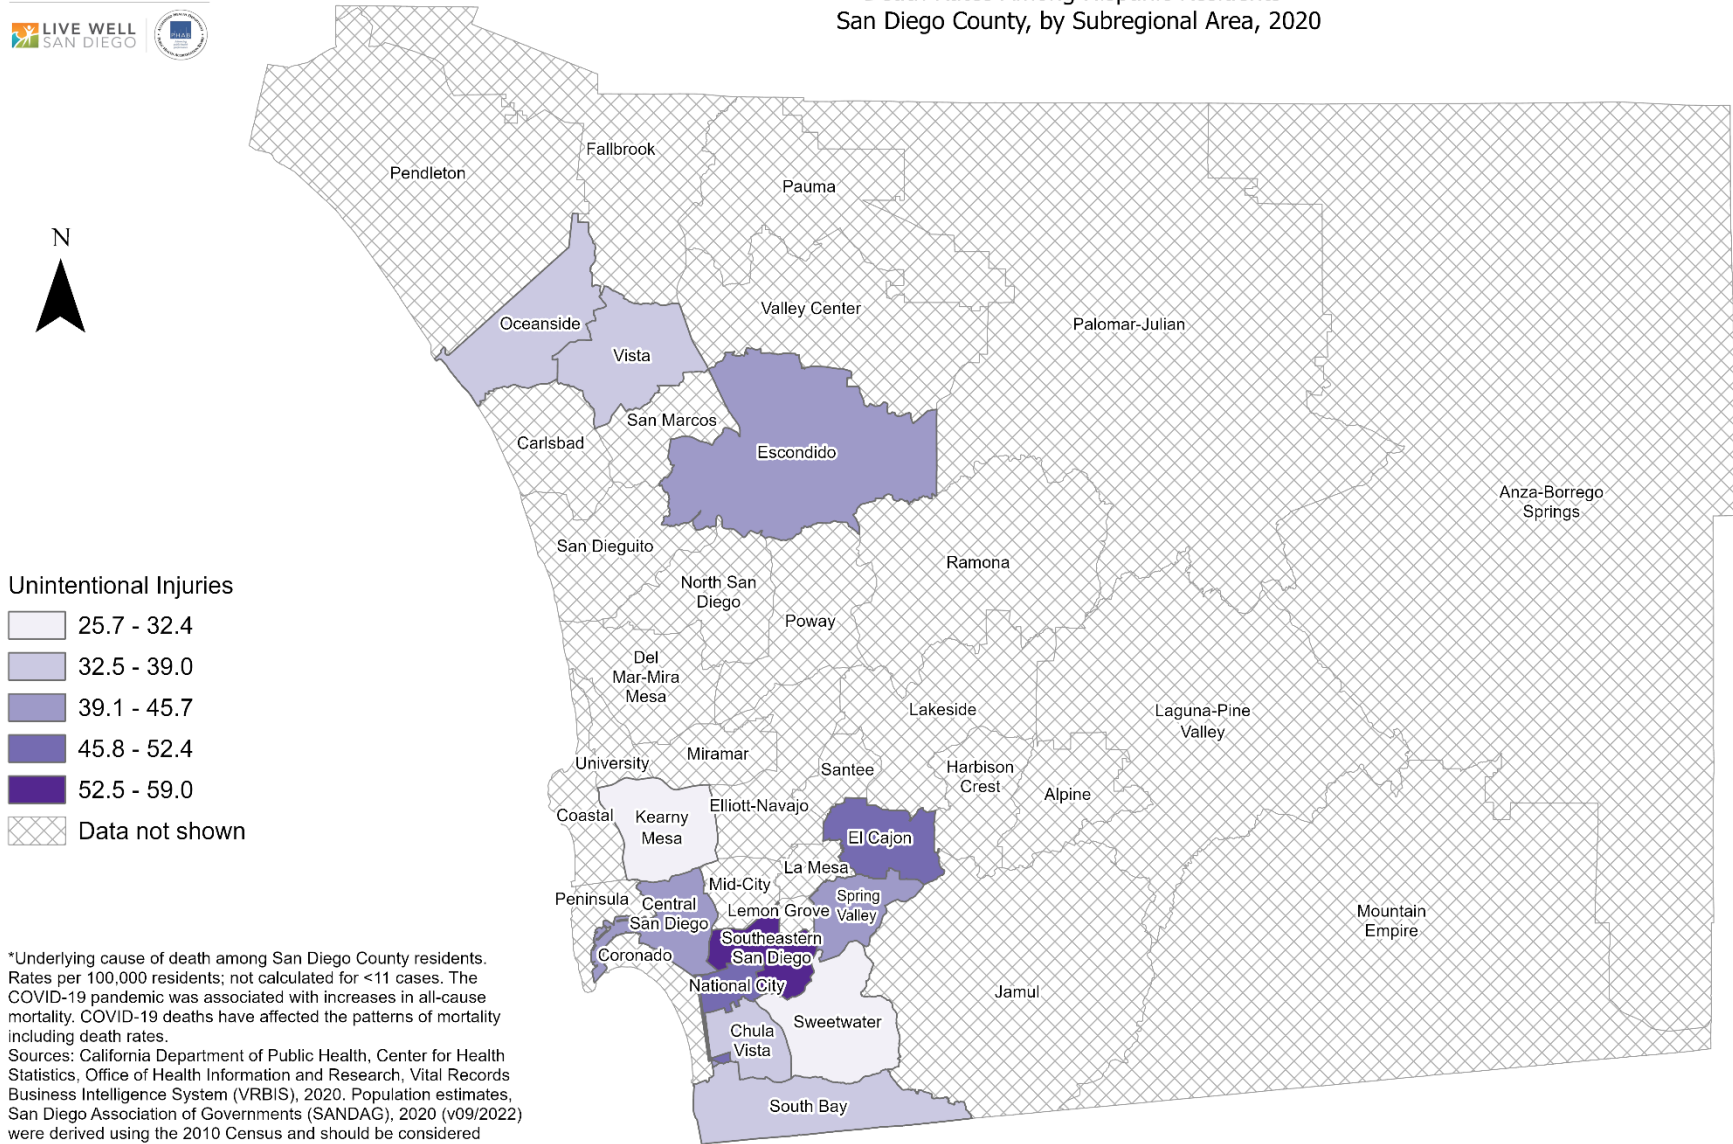 LIVE WELL
SAN DIEGO
PHAB
San Diego County, by Subregional Area, 2020
N
Pendleton
Fallbrook
Pauma
Oceanside
Vista
Valley Center
Palomar-Julian
San Marcos
Carlsbad
Escondido
Anza-Borrego
Springs
San Dieguito
North San
Diego
Ramona
Poway
Del
Mar-Mira
Mesa
Lakeside
Laguna-Pine
Valley
Miramar
University
Santee
Harbison
Crest
Alpine
Elliott-Navajo
Coastal
Kearny
Mesa
El Cajon
La Mesa
Mid-City
Peninsula
Central
San Diego
Lemon Grove
Spring
Valley
Southeastern
San Diego
Coronado
National City
Mountain
Empire
Jamul
Sweetwater
Chula
Vista
South Bay
Unintentional Injuries
25.7 - 32.4
32.5 - 39.0
39.1 - 45.7
45.8 - 52.4
52.5 - 59.0
Data not shown
*Underlying cause of death among San Diego County residents.
Rates per 100,000 residents; not calculated for <11 cases. The
COVID-19 pandemic was associated with increases in all-cause
mortality. COVID-19 deaths have affected the patterns of mortality
including death rates.
Sources: California Department of Public Health, Center for Health
Statistics, Office of Health Information and Research, Vital Records
Business Intelligence System (VRBIS), 2020. Population estimates,
San Diego Association of Governments (SANDAG), 2020 (v09/2022)
were derived using the 2010 Census and should be considered